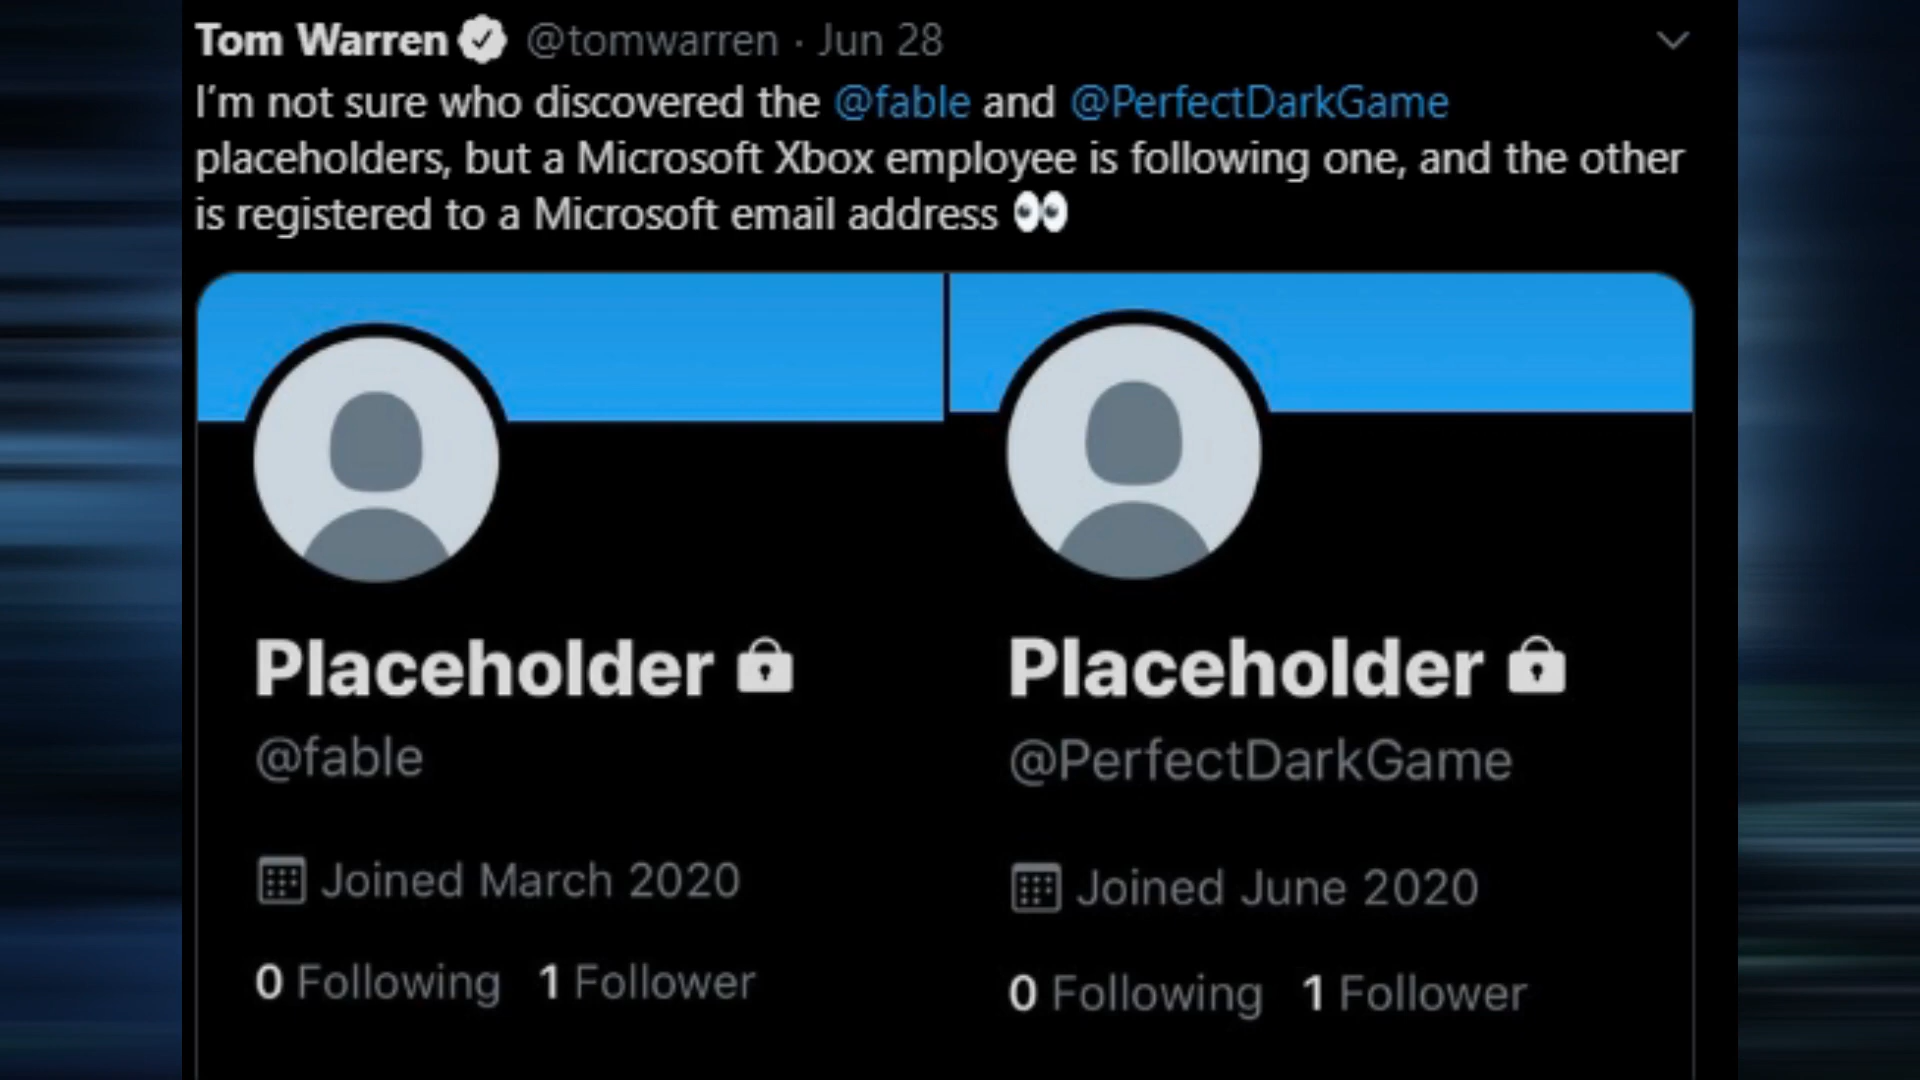 Tom Warren @tomwarren · Jun 28
I'm not sure who discovered the @fable and @PerfectDarkGame
placeholders, but a Microsoft Xbox employee is following one, and the other
is registered to a Microsoft email address 👀
Placeholder
@fable
Joined March 2020
0 Following 1 Follower
Placeholder
@PerfectDarkGame
Joined June 2020
0 Following 1 Follower